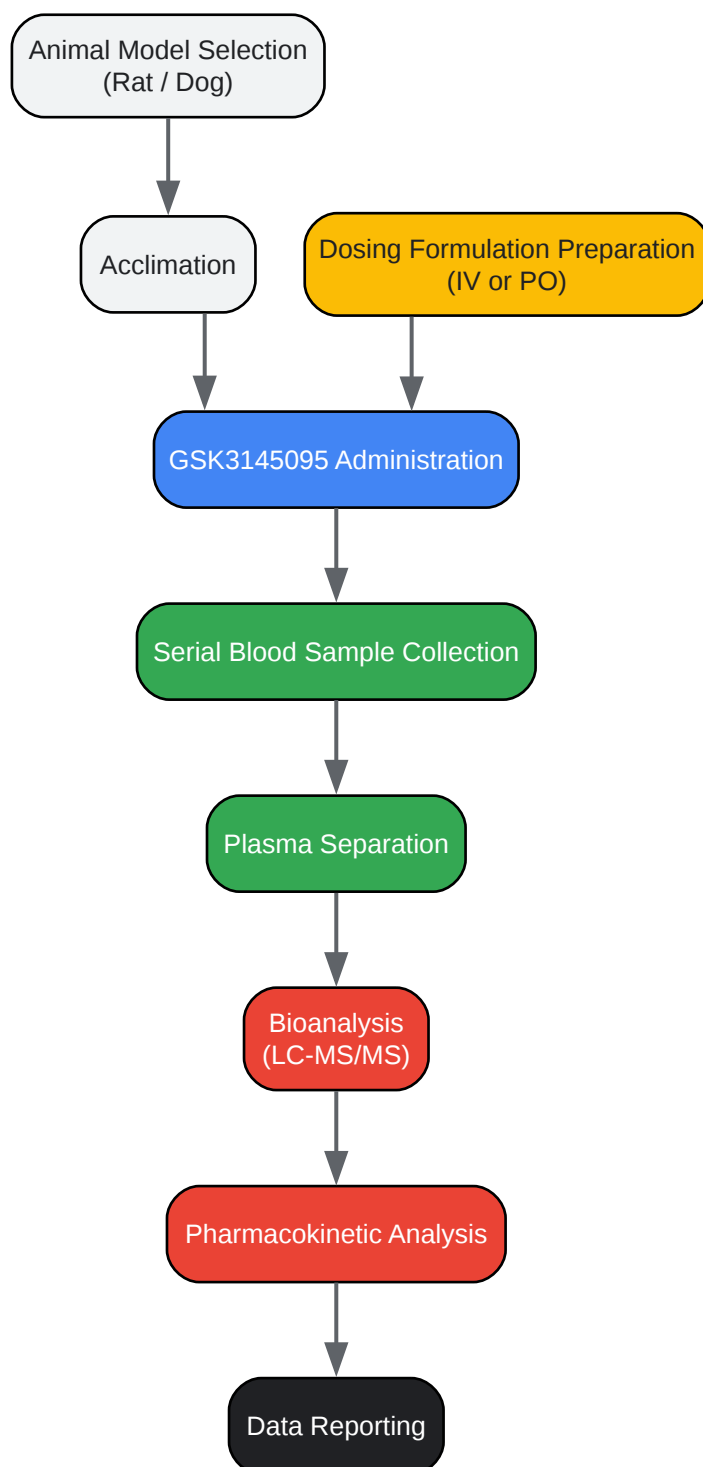 Animal Model Selection
(Rat / Dog)
Acclimation
Dosing Formulation Preparation
(IV or PO)
GSK3145095 Administration
Serial Blood Sample Collection
Plasma Separation
Bioanalysis
(LC-MS/MS)
Pharmacokinetic Analysis
Data Reporting